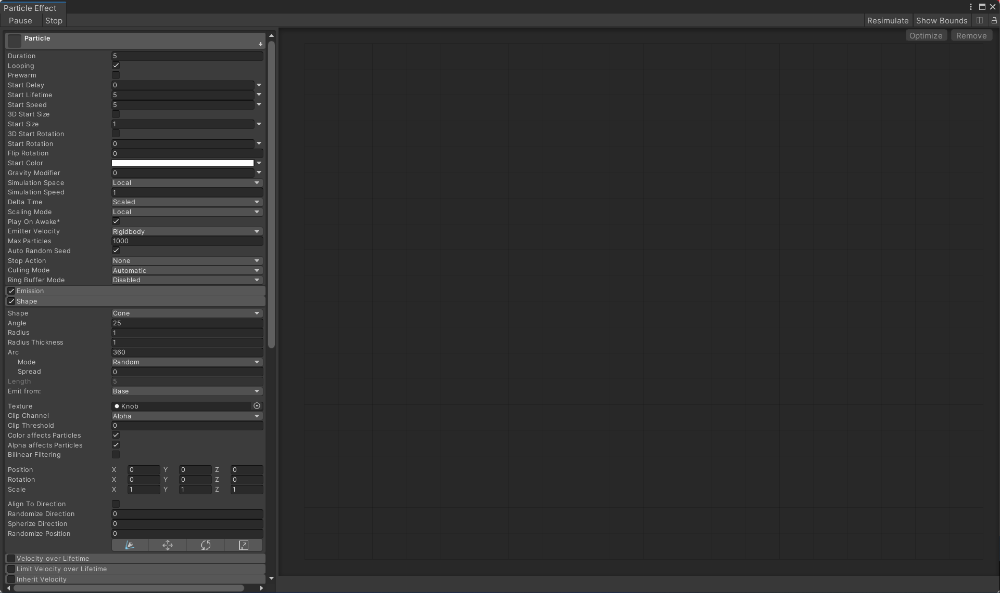 Particle Effect
Pause Stop Resimulate Show Bounds
Optimize Remove
Particle
Duration 5
Looping
Prewarm
Start Delay 0
Start Lifetime 5
Start Speed 5
3D Start Size
Start Size 1
3D Start Rotation
Start Rotation 0
Flip Rotation 0
Start Color
Gravity Modifier 0
Simulation Space Local
Simulation Speed 1
Delta Time Scaled
Scaling Mode Local
Play On Awake*
Emitter Velocity Rigidbody
Max Particles 1000
Auto Random Seed
Stop Action None
Culling Mode Automatic
Ring Buffer Mode Disabled
Emission
Shape
Shape Cone
Angle 25
Radius 1
Radius Thickness 1
Arc 360
Mode Random
Spread 0
Length 5
Emit from: Base
Texture Knob
Clip Channel Alpha
Clip Threshold 0
Color affects Particles
Alpha affects Particles
Bilinear Filtering
Position X 0 Y 0 Z 0
Rotation X 0 Y 0 Z 0
Scale X 1 Y 1 Z 1
Align To Direction
Randomize Direction 0
Spherize Direction 0
Randomize Position 0
Velocity over Lifetime
Limit Velocity over Lifetime
Inherit Velocity